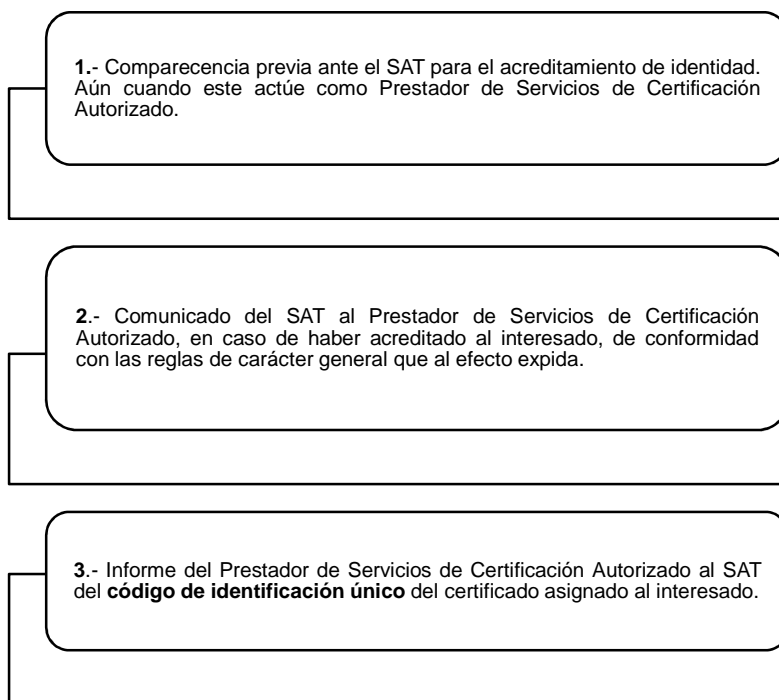 1.- Comparecencia previa ante el SAT para el acreditamiento de identidad.
Aún cuando este actúe como Prestador de Servicios de Certificación
Autorizado.
2.- Comunicado del SAT al Prestador de Servicios de Certificación
Autorizado, en caso de haber acreditado al interesado, de conformidad
con las reglas de carácter general que al efecto expida.
3.- Informe del Prestador de Servicios de Certificación Autorizado al SAT
del código de identificación único del certificado asignado al interesado.